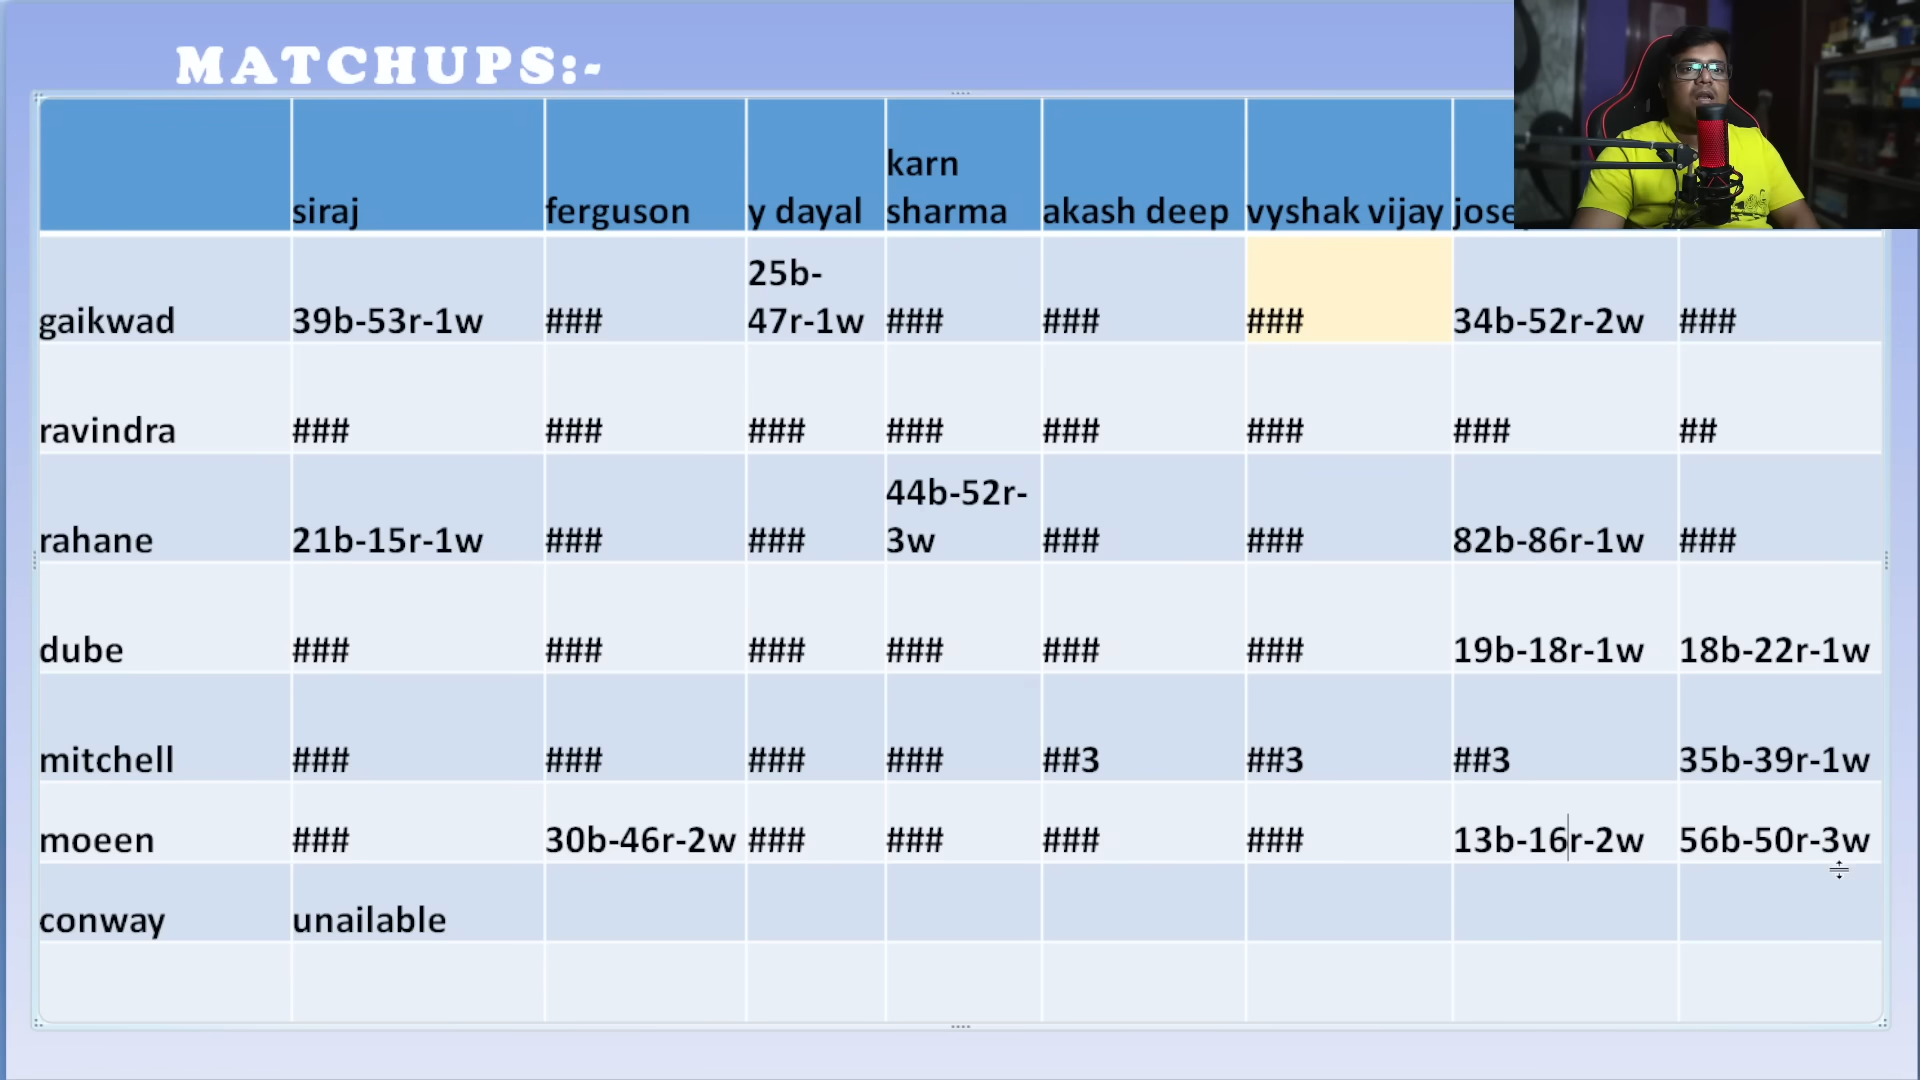 MATCHUPS:-
siraj ferguson y dayal karn sharma akash deep vyshak vijay
gaikwad 39b-53r-1w ### 25b-47r-1w ### ### ### 34b-52r-2w ###
ravindra ### ### ### ### ### ### ### ##
rahane 21b-15r-1w ### ### 44b-52r-3w ### ### 82b-86r-1w ###
dube ### ### ### ### ### ### 19b-18r-1w 18b-22r-1w
mitchell ### ### ### ### ##3 ##3 ##3 35b-39r-1w
moeen ### 30b-46r-2w ### ### ### ### 13b-16r-2w 56b-50r-3w
conway unailable